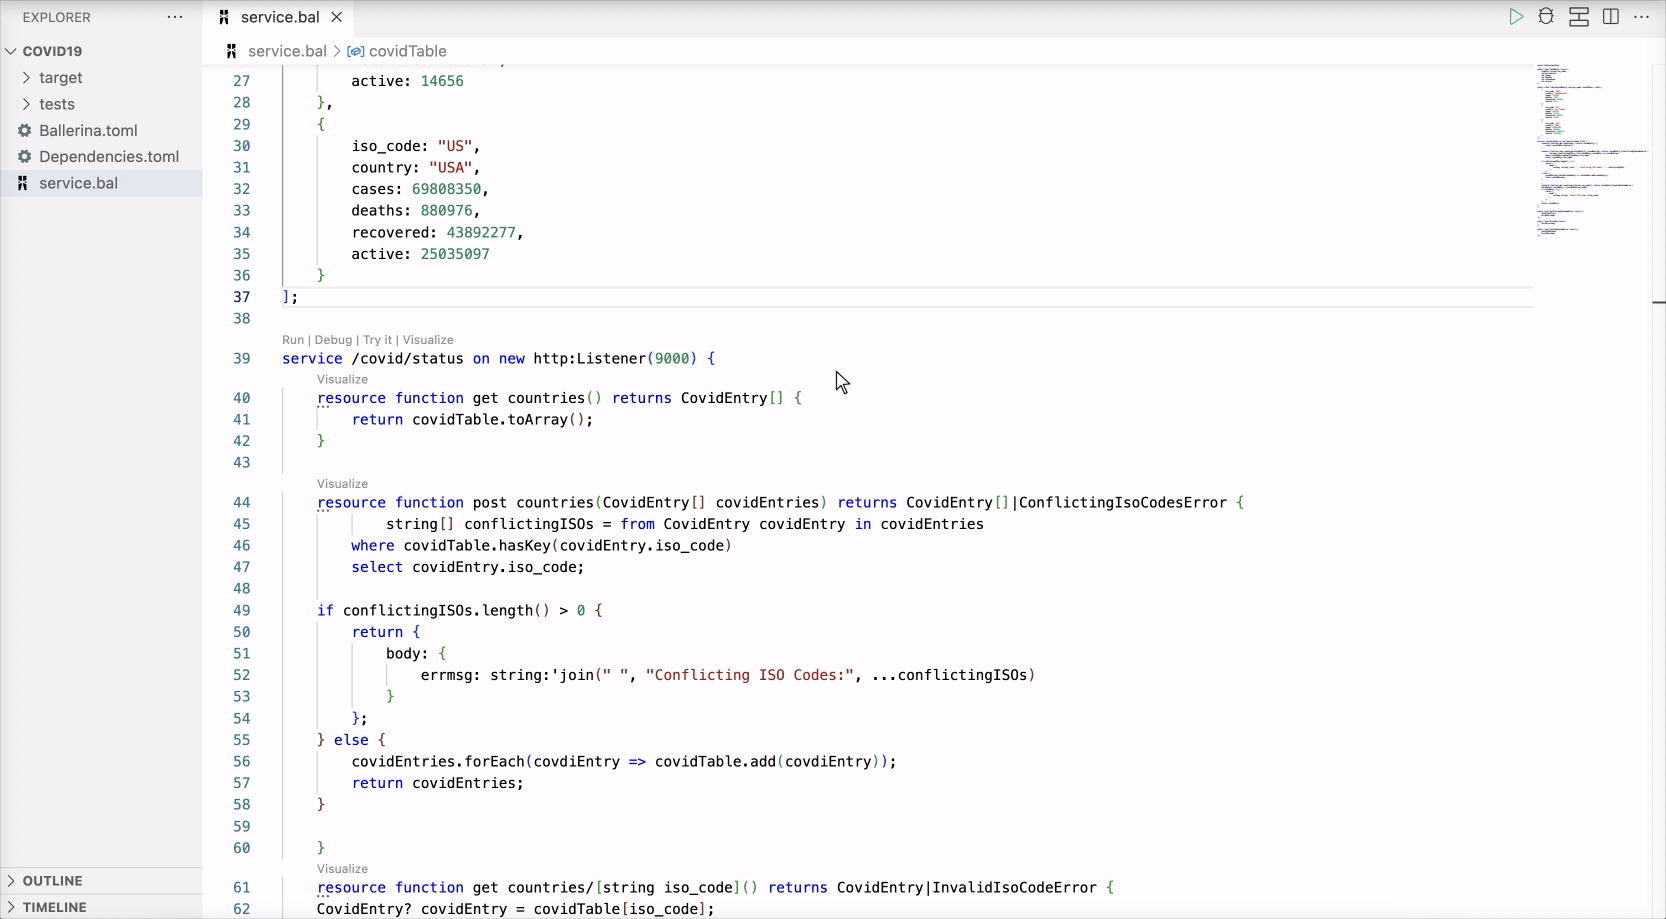 EXPLORER
COVID19
target
tests
Ballerina.toml
Dependencies.toml
service.bal
OUTLINE
TIMELINE
service.bal
service.bal > covidTable
27 active: 14656
28 },
29 {
30 iso_code: "US",
31 country: "USA",
32 cases: 69808350,
33 deaths: 880976,
34 recovered: 43892277,
35 active: 25035097
36 }
37 ];
38
Run | Debug | Try it | Visualize
39 service /covid/status on new http:Listener(9000) {
Visualize
40 resource function get countries() returns CovidEntry[] {
41 return covidTable.toArray();
42 }
43
Visualize
44 resource function post countries(CovidEntry[] covidEntries) returns CovidEntry[]|ConflictingIsoCodesError {
45 string[] conflictingISOs = from CovidEntry covidEntry in covidEntries
46 where covidTable.hasKey(covidEntry.iso_code)
47 select covidEntry.iso_code;
48
49 if conflictingISOs.length() > 0 {
50 return {
51 body: {
52 errmsg: string:'join(" ", "Conflicting ISO Codes:", ...conflictingISOs)
53 }
54 };
55 } else {
56 covidEntries.forEach(covdiEntry => covidTable.add(covdiEntry));
57 return covidEntries;
58 }
59
60 }
Visualize
61 resource function get countries/[string iso_code]() returns CovidEntry|InvalidIsoCodeError {
62 CovidEntry? covidEntry = covidTable[iso_code];